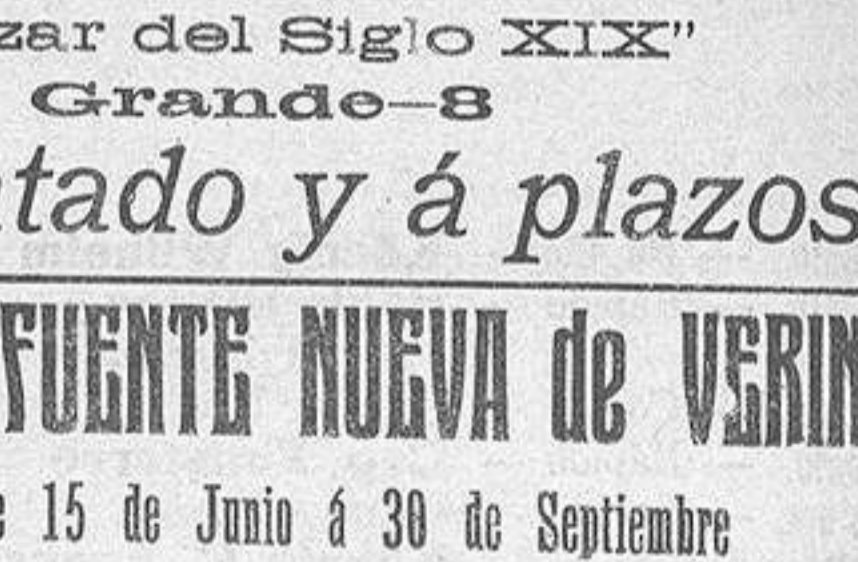 zar del Siglo XIX"
Grande-8
tado y á plazos
FUENTE NUEVA de VERIN
e 15 de Junio á 30 de Septiembre